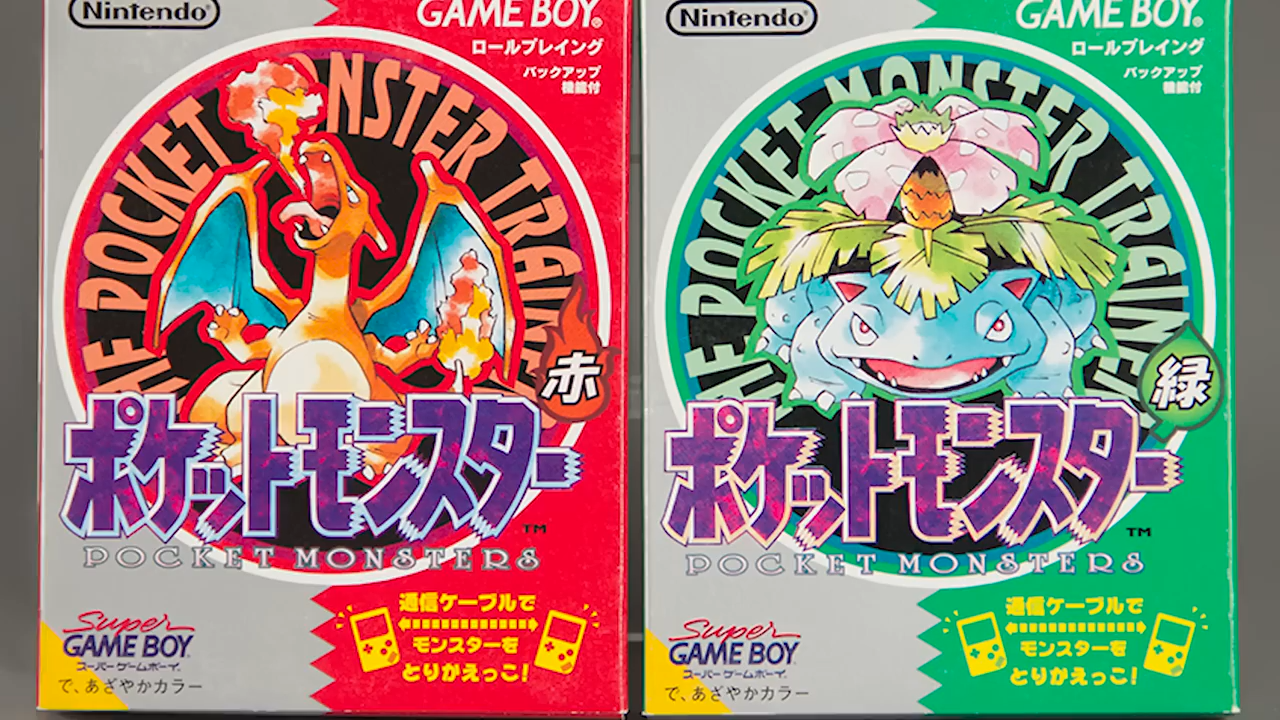 Nintendo
GAME BOY®
ロールプレイング
バックアップ
機能付
POCKET MONSTER TRAINER
赤
ポケットモンスター™
POCKET MONSTERS
Super
GAME BOY
スーパーゲームボーイ
で、あざやかカラー
通信ケーブルで
モンスターを
とりかえっこ!
Nintendo
GAME BOY®
ロールプレイング
バックアップ
機能付
POCKET MONSTER TRAINER
緑
ポケットモンスター™
POCKET MONSTERS
Super
GAME BOY
スーパーゲームボーイ
で、あざやかカラー
通信ケーブルで
モンスターを
とりかえっこ!